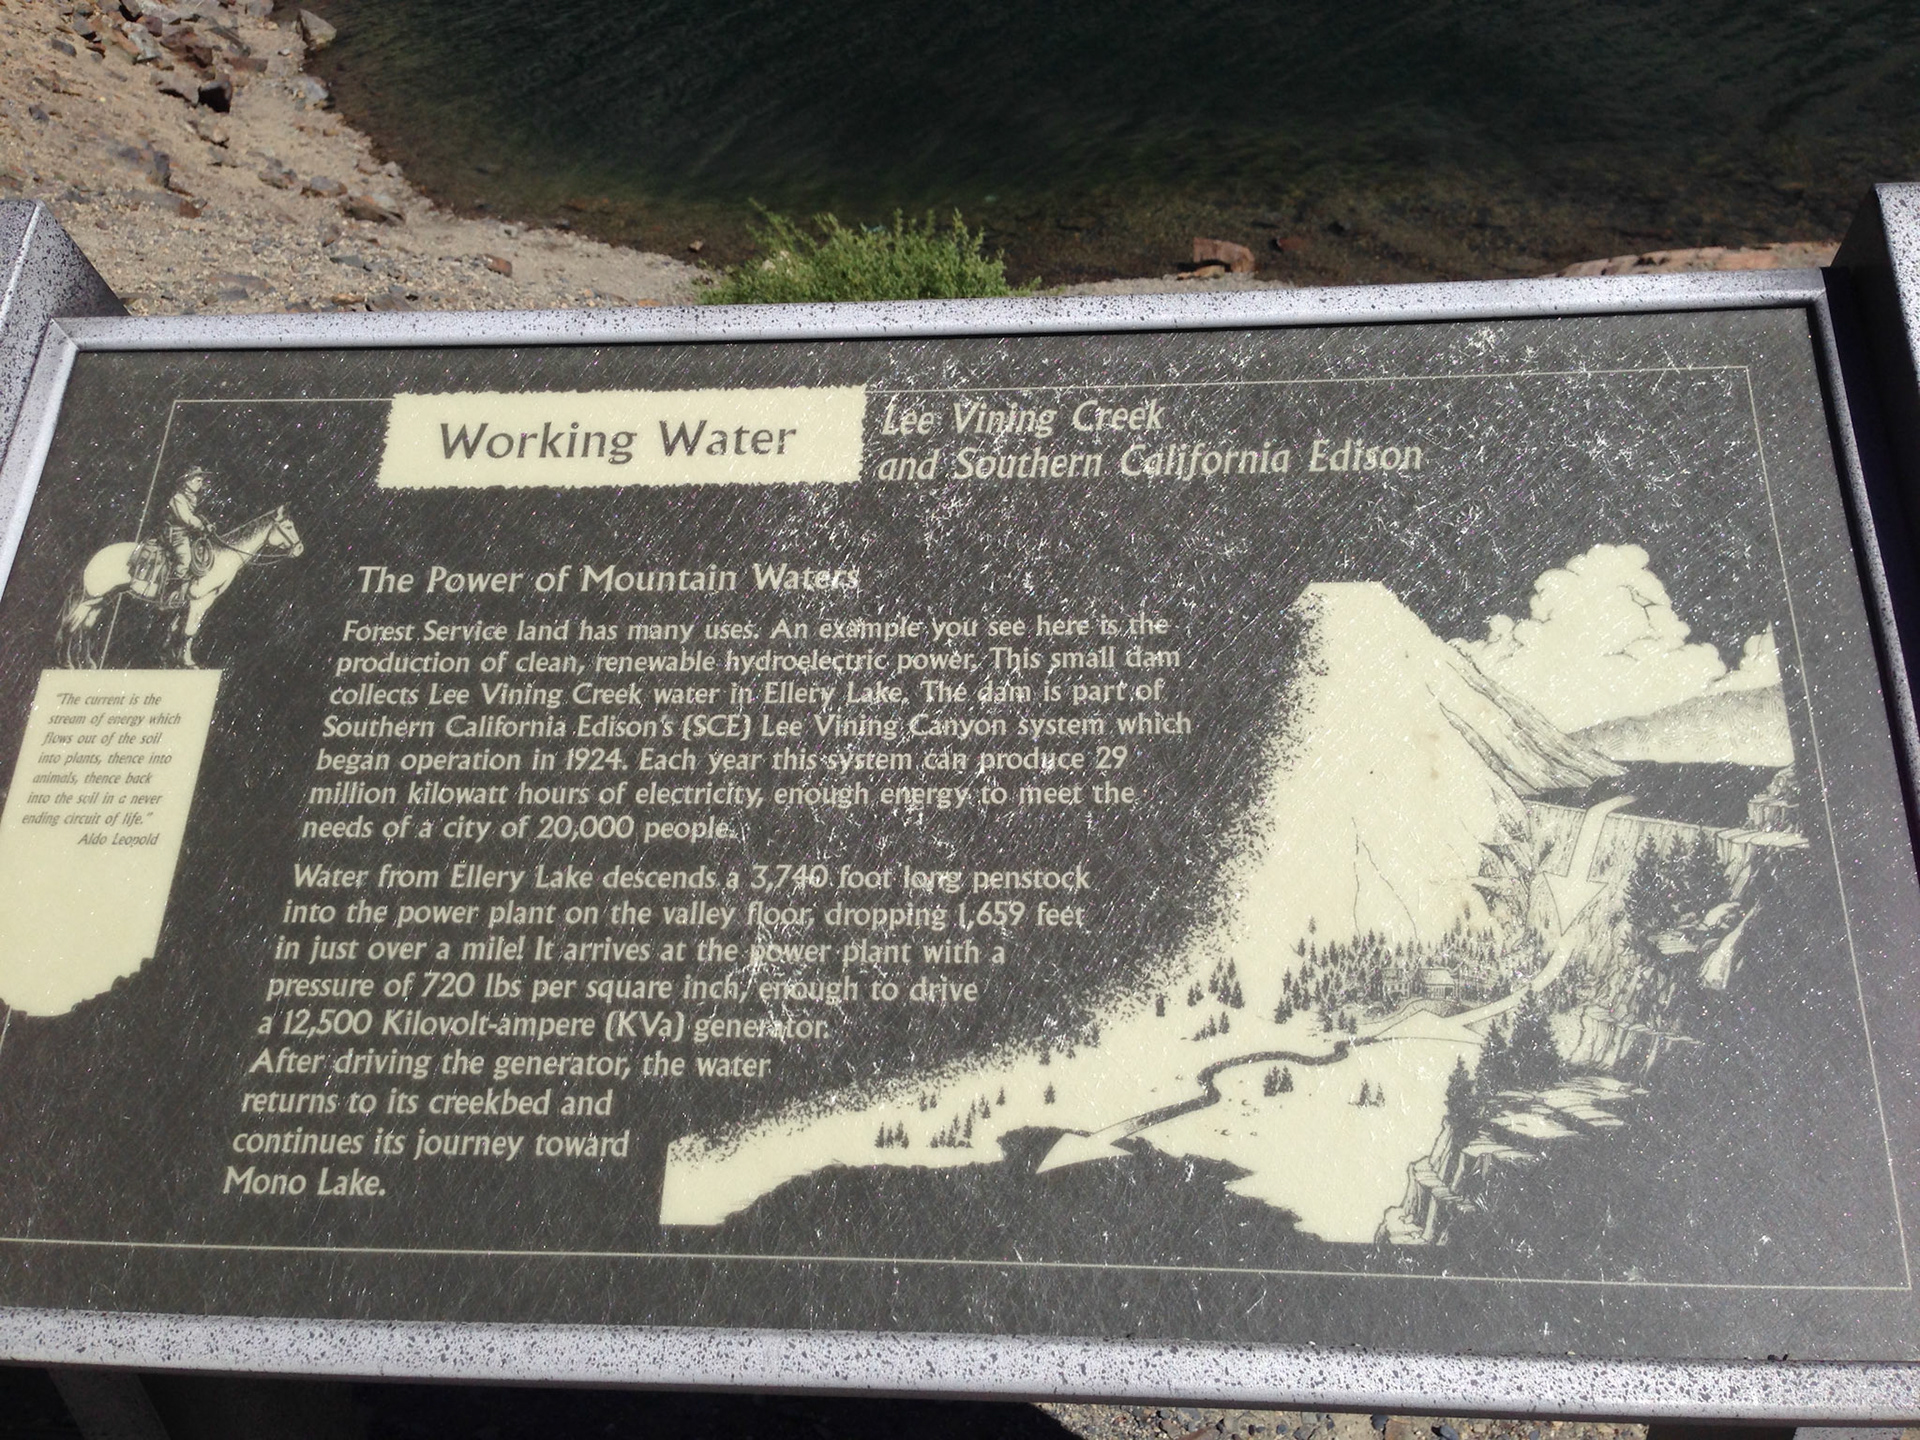 Working Water
Lee Vining Creek
and Southern California Edison
The Power of Mountain Waters
Forest Service land has many uses. An example you see here is the
production of clean, renewable hydroelectric power. This small dam
collects Lee Vining Creek water in Ellery Lake. The dam is part of
Southern California Edison's (SCE) Lee Vining Canyon system which
began operation in 1924. Each year this system can produce 29
million kilowatt hours of electricity, enough energy to meet the
needs of a city of 20,000 people.
Water from Ellery Lake descends a 3,740 foot long penstock
into the power plant on the valley floor, dropping 1,659 feet
in just over a mile! It arrives at the power plant with a
pressure of 720 lbs per square inch, enough to drive
a 12,500 Kilovolt-ampere (KVa) generator.
After driving the generator, the water
returns to its creekbed and
continues its journey toward
Mono Lake.
"The current is the
stream of energy which
flows out of the soil
into plants, thence into
animals, thence back
into the soil in a never
ending circuit of life."
Aldo Leopold